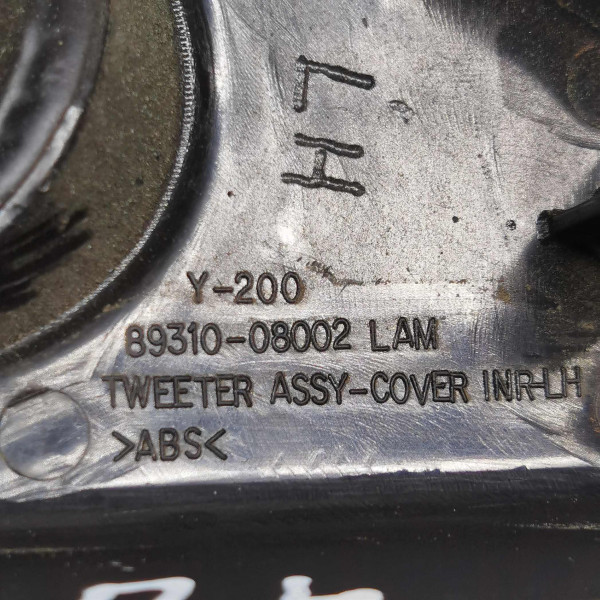 LH
Y-200
89310-08002 LAM
TWEETER ASSY-COVER INR-LH
>ABS<